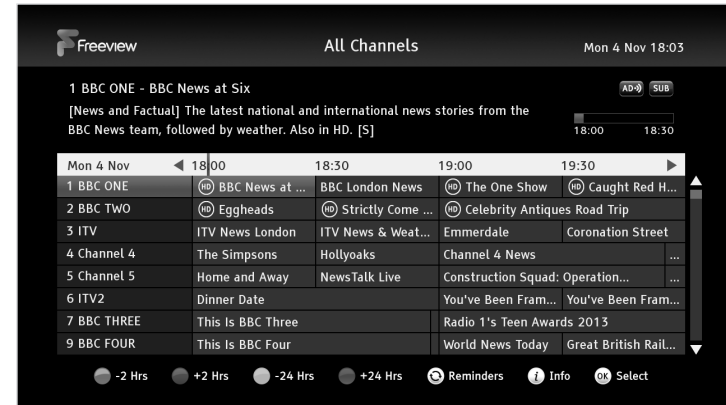 Freeview All Channels Mon 4 Nov 18:03
1 BBC ONE - BBC News at Six AD SUB
[News and Factual] The latest national and international news stories from the
BBC News team, followed by weather. Also in HD. [S] 18:00 18:30
Mon 4 Nov 18:00 18:30 19:00 19:30
1 BBC ONE HD BBC News at ... BBC London News HD The One Show HD Caught Red H...
2 BBC TWO HD Eggheads HD Strictly Come ... HD Celebrity Antiques Road Trip
3 ITV ITV News London ITV News & Weat... Emmerdale Coronation Street
4 Channel 4 The Simpsons Hollyoaks Channel 4 News ...
5 Channel 5 Home and Away NewsTalk Live Construction Squad: Operation... ...
6 ITV2 Dinner Date You've Been Fram... You've Been Fram...
7 BBC THREE This Is BBC Three Radio 1's Teen Awards 2013
9 BBC FOUR This Is BBC Four World News Today Great British Rail...
-2 Hrs +2 Hrs -24 Hrs +24 Hrs Reminders i Info OK Select